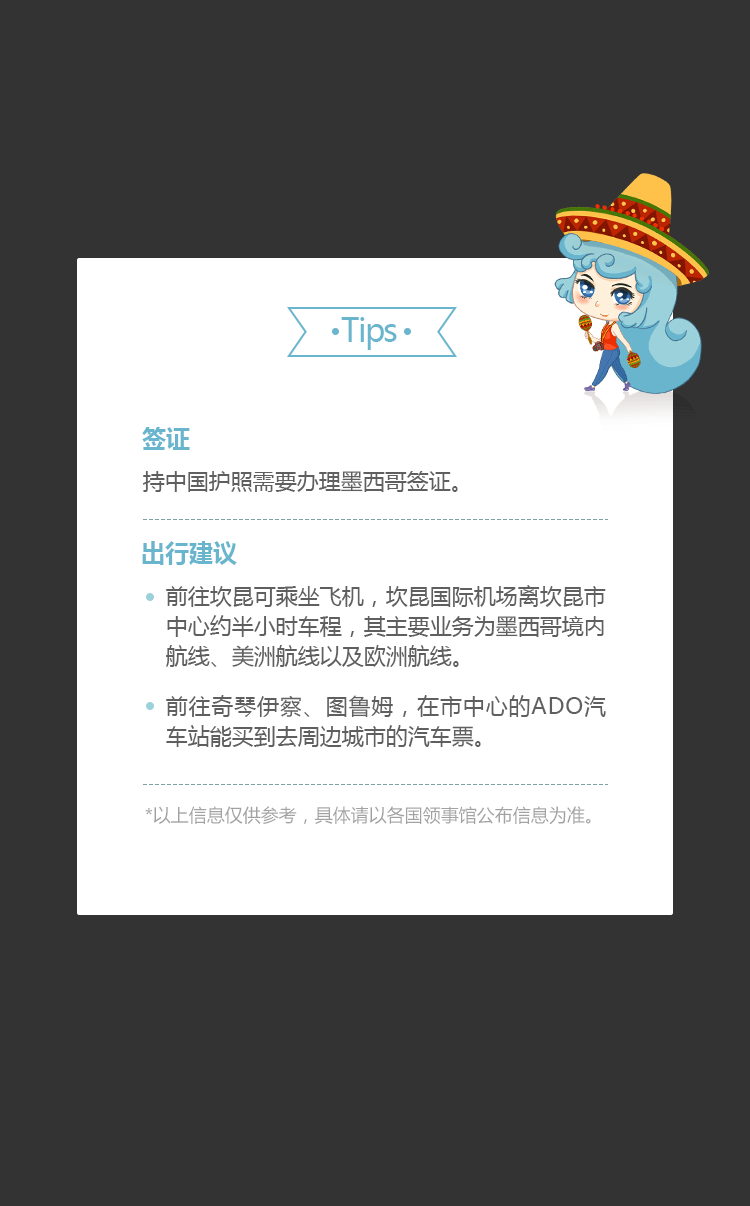 •Tips•
签证
持中国护照需要办理墨西哥签证。
出行建议
前往坎昆可乘坐飞机，坎昆国际机场离坎昆市
中心约半小时车程，其主要业务为墨西哥境内
航线、美洲航线以及欧洲航线。
前往奇琴伊察、图鲁姆，在市中心的ADO汽
车站能买到去周边城市的汽车票。
*以上信息仅供参考，具体请以各国领事馆公布信息为准。